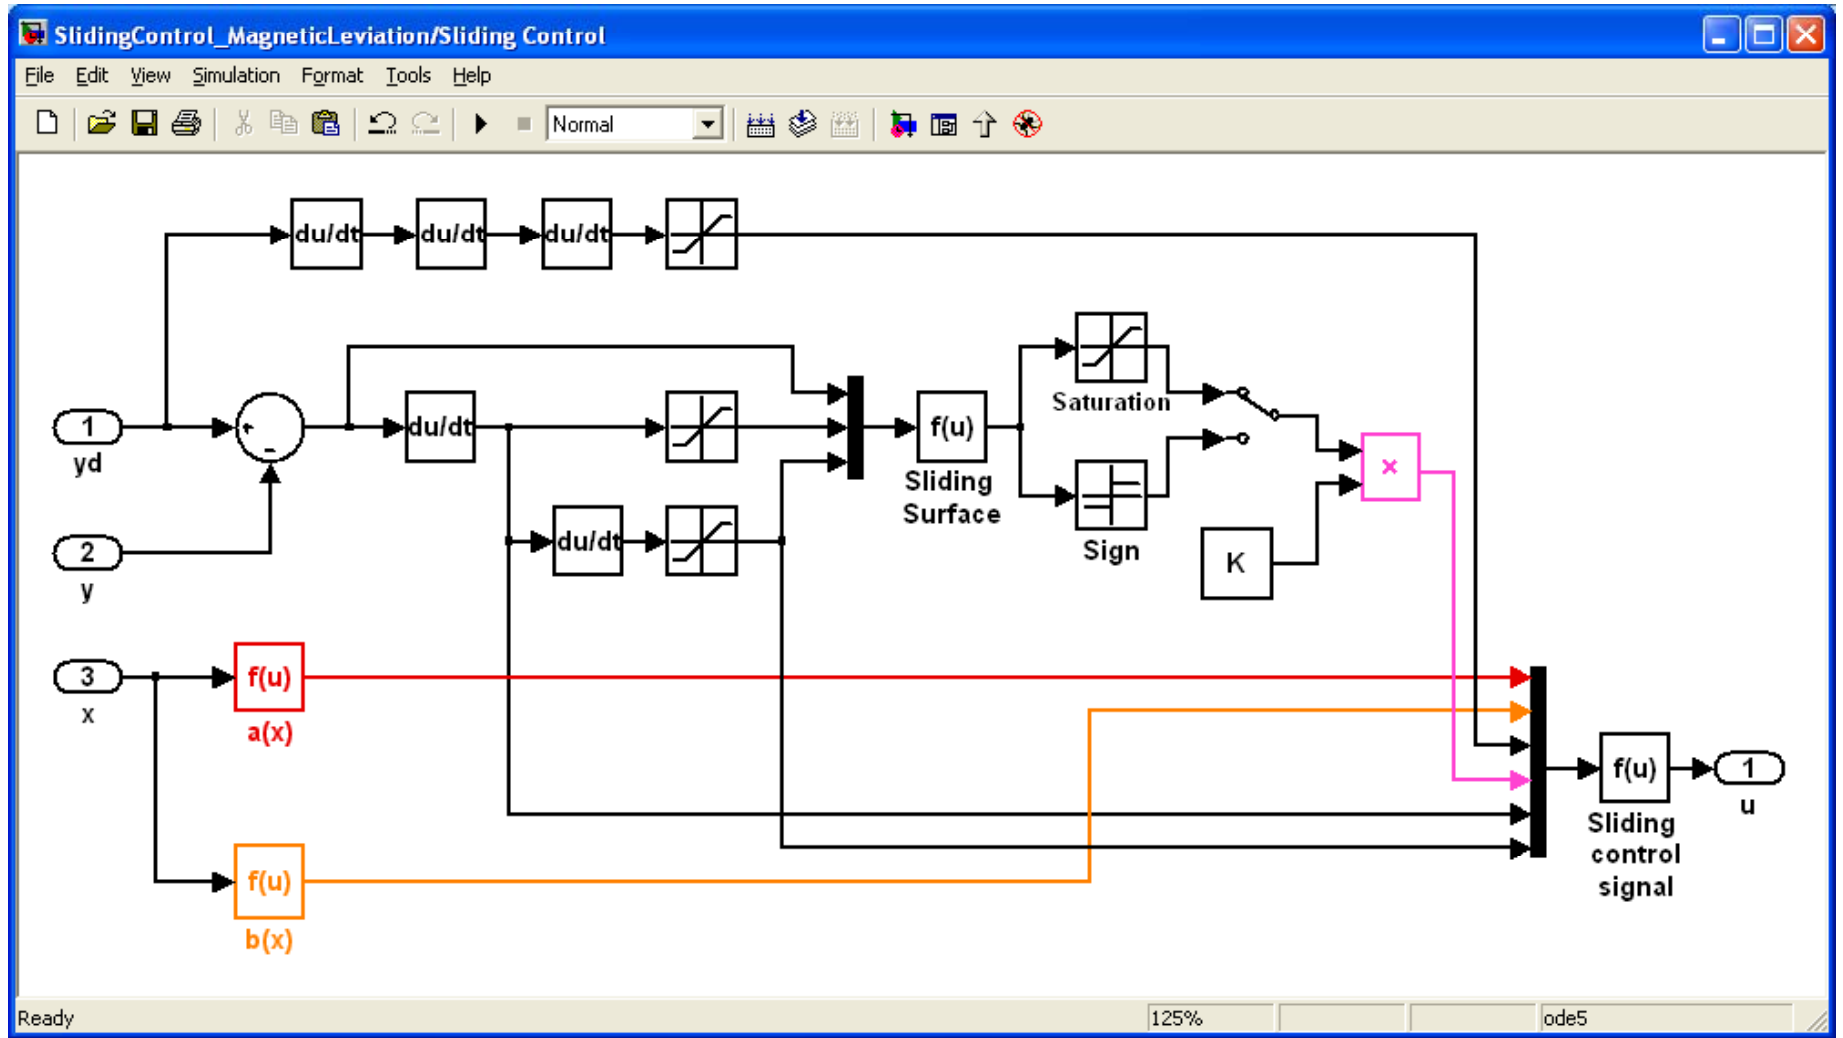 SlidingControl_MagneticLeviation/Sliding Control
File Edit View Simulation Format Tools Help
Normal
du/dt du/dt du/dt
1
yd
+
-
du/dt
f(u)
Sliding
Surface
Saturation
Sign
×
K
2
y
du/dt
3
x
f(u)
a(x)
f(u)
b(x)
f(u)
Sliding
control
signal
1
u
Ready 125% ode5